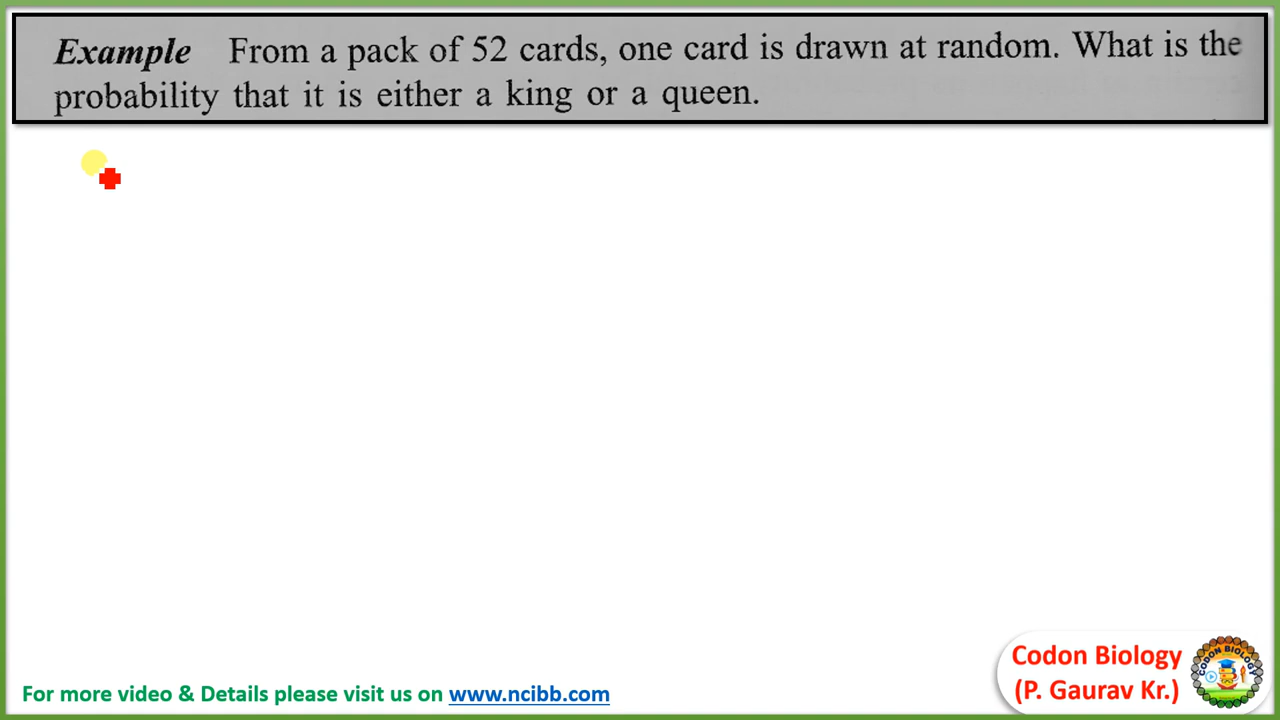 Example From a pack of 52 cards, one card is drawn at random. What is the
probability that it is either a king or a queen.
Codon Biology
(P. Gaurav Kr.)
CODON BIOLOGY
For more video & Details please visit us on www.ncibb.com